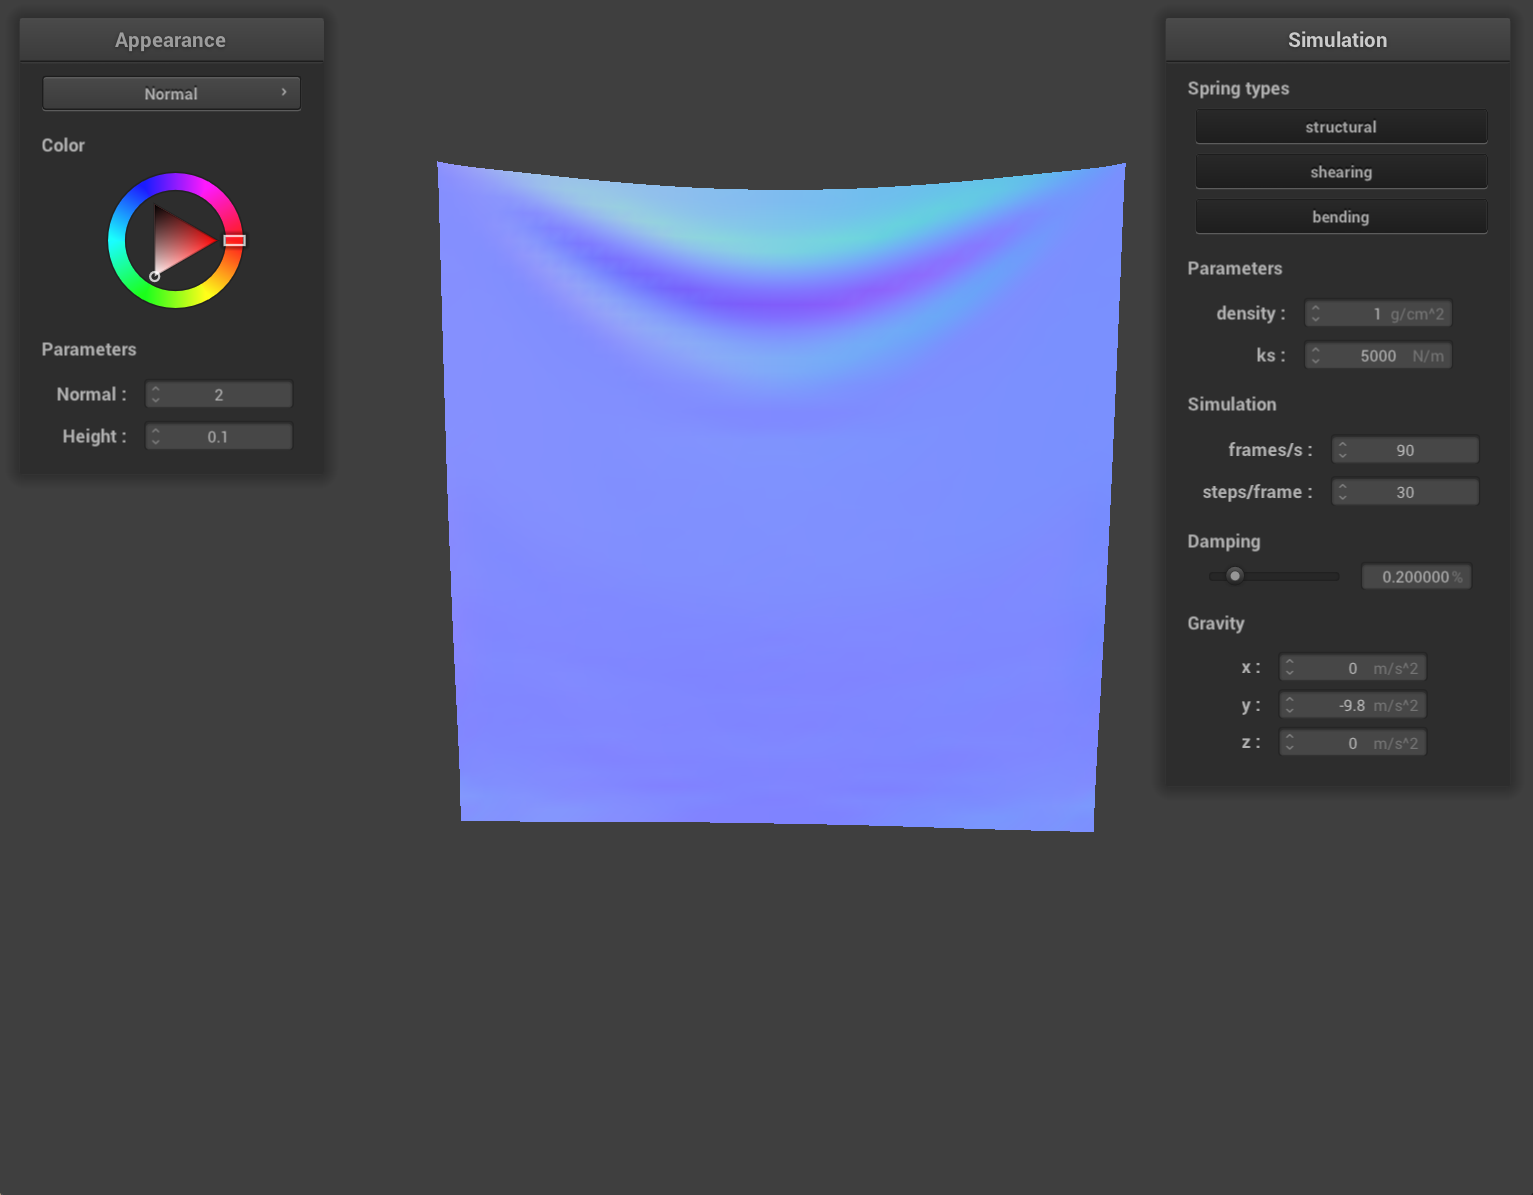 Appearance
Normal
Color
Parameters
Normal : 2
Height : 0.1
Simulation
Spring types
structural
shearing
bending
Parameters
density : 1 g/cm^2
ks : 5000 N/m
Simulation
frames/s : 90
steps/frame : 30
Damping
0.200000 %
Gravity
x : 0 m/s^2
y : -9.8 m/s^2
z : 0 m/s^2